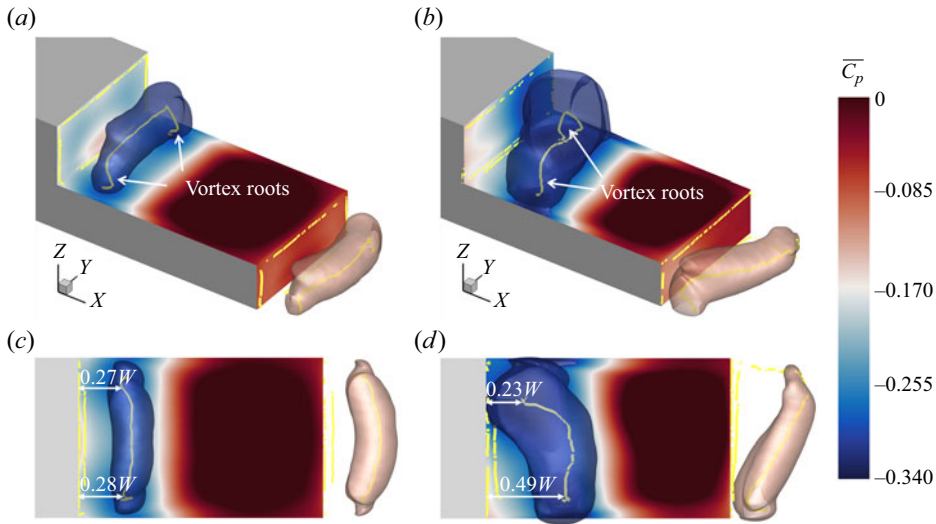 (a)
(b)
Vortex roots
Vortex roots
Z
Y
X
Z
Y
X
C̅p̅
0
–0.085
–0.170
–0.255
–0.340
(c)
(d)
0.27W
0.28W
0.23W
0.49W